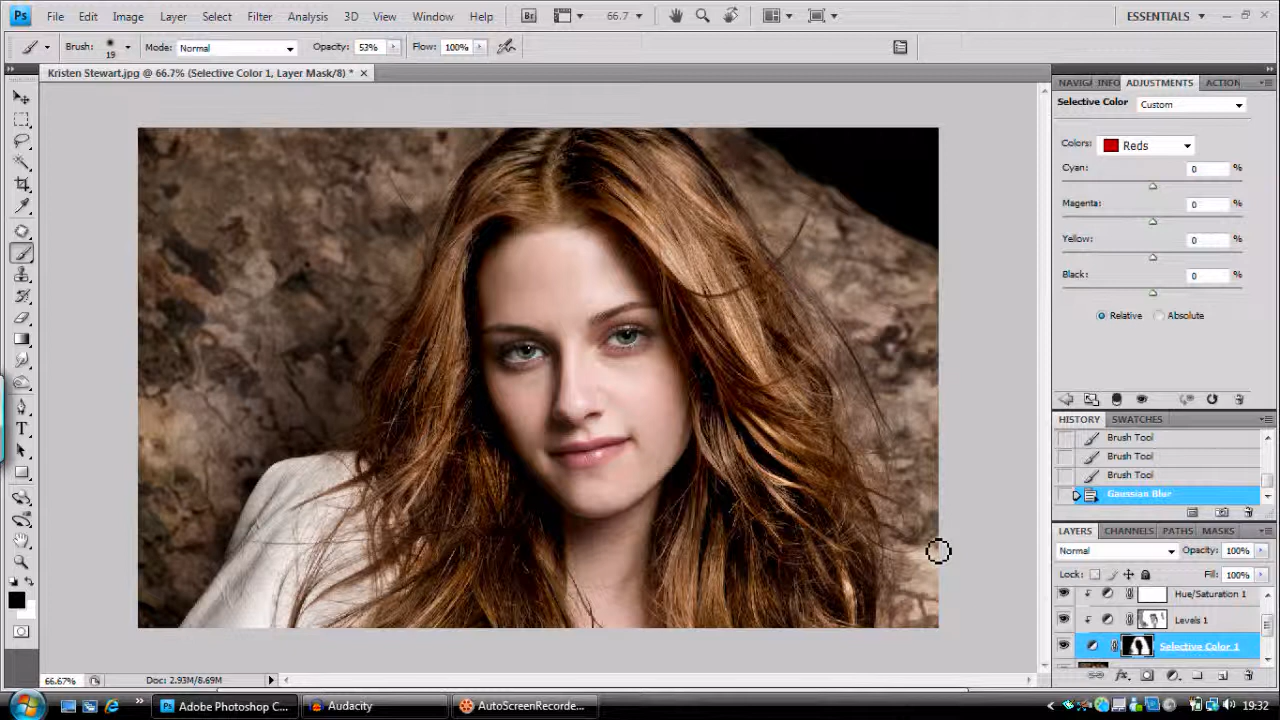 Ps File Edit Image Layer Select Filter Analysis 3D View Window Help Br 66.7 ESSENTIALS
Brush: 19 Mode: Normal Opacity: 53% Flow: 100%
Kristen Stewart.jpg @ 66.7% (Selective Color 1, Layer Mask/8) *
INFO ADJUSTMENTS ACTION
Selective Color Custom
Colors: Reds
Cyan: 0 %
Magenta: 0 %
Yellow: 0 %
Black: 0 %
Relative Absolute
HISTORY SWATCHES
Brush Tool
Brush Tool
Brush Tool
Gaussian Blur
LAYERS CHANNELS PATHS MASKS
Normal Opacity: 100%
Lock: Fill: 100%
Hue/Saturation 1
Levels 1
Selective Color 1
66.67% Doc: 2.93M/8.69M
Adobe Photoshop C... Audacity AutoScreenRecorde... 19:32